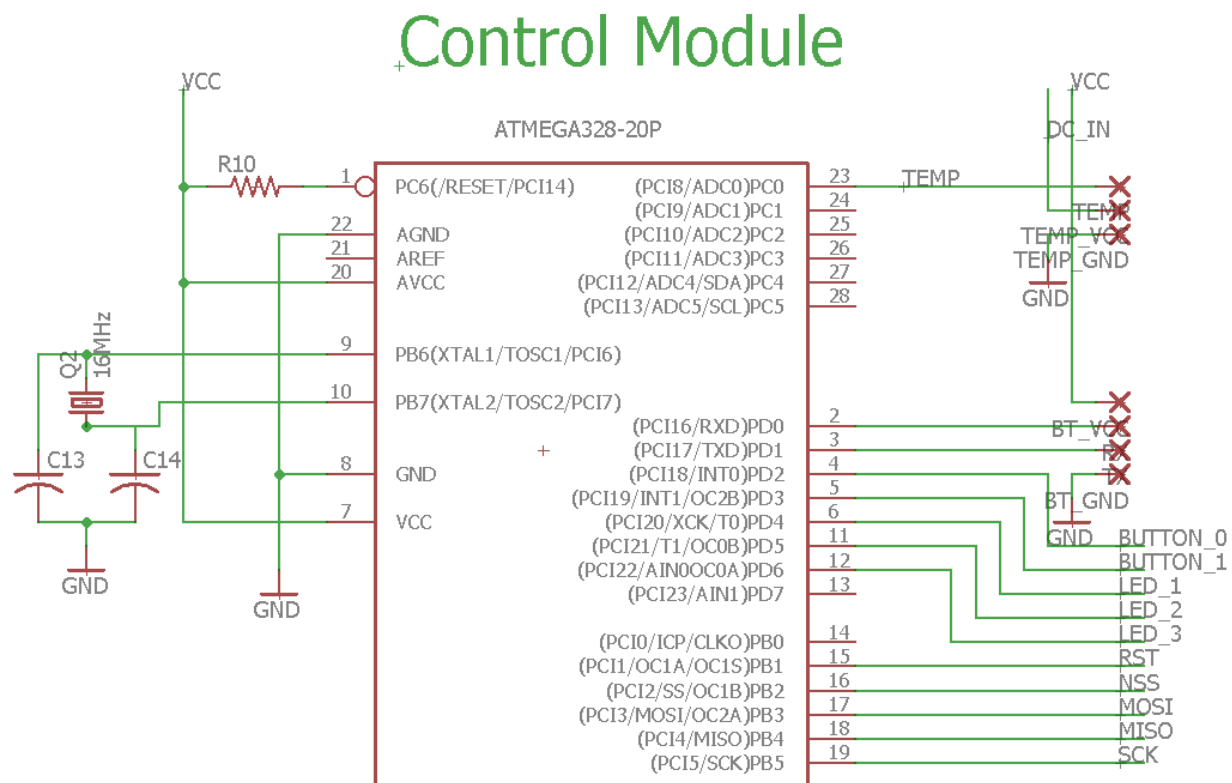 Control Module
VCC
VCC
ATMEGA328-20P
DC_IN
R10
1
PC6(/RESET/PCI14)
(PCI8/ADC0)PC0
23
TEMP
22
AGND
(PCI9/ADC1)PC1
24
TEMP
21
AREF
(PCI10/ADC2)PC2
25
TEMP_VCC
20
AVCC
(PCI11/ADC3)PC3
26
TEMP_GND
(PCI12/ADC4/SDA)PC4
27
(PCI13/ADC5/SCL)PC5
28
GND
Q2
16MHz
9
PB6(XTAL1/TOSC1/PCI6)
10
PB7(XTAL2/TOSC2/PCI7)
(PCI16/RXD)PD0
2
BT_VCC
(PCI17/TXD)PD1
3
RX
C13
C14
8
GND
(PCI18/INT0)PD2
4
TX
(PCI19/INT1/OC2B)PD3
5
BT_GND
7
VCC
(PCI20/XCK/T0)PD4
6
GND
(PCI21/T1/OC0B)PD5
11
BUTTON_0
(PCI22/AIN0OC0A)PD6
12
BUTTON_1
GND
(PCI23/AIN1)PD7
13
LED_1
GND
LED_2
(PCI0/ICP/CLKO)PB0
14
LED_3
(PCI1/OC1A/OC1S)PB1
15
RST
(PCI2/SS/OC1B)PB2
16
NSS
(PCI3/MOSI/OC2A)PB3
17
MOSI
(PCI4/MISO)PB4
18
MISO
(PCI5/SCK)PB5
19
SCK